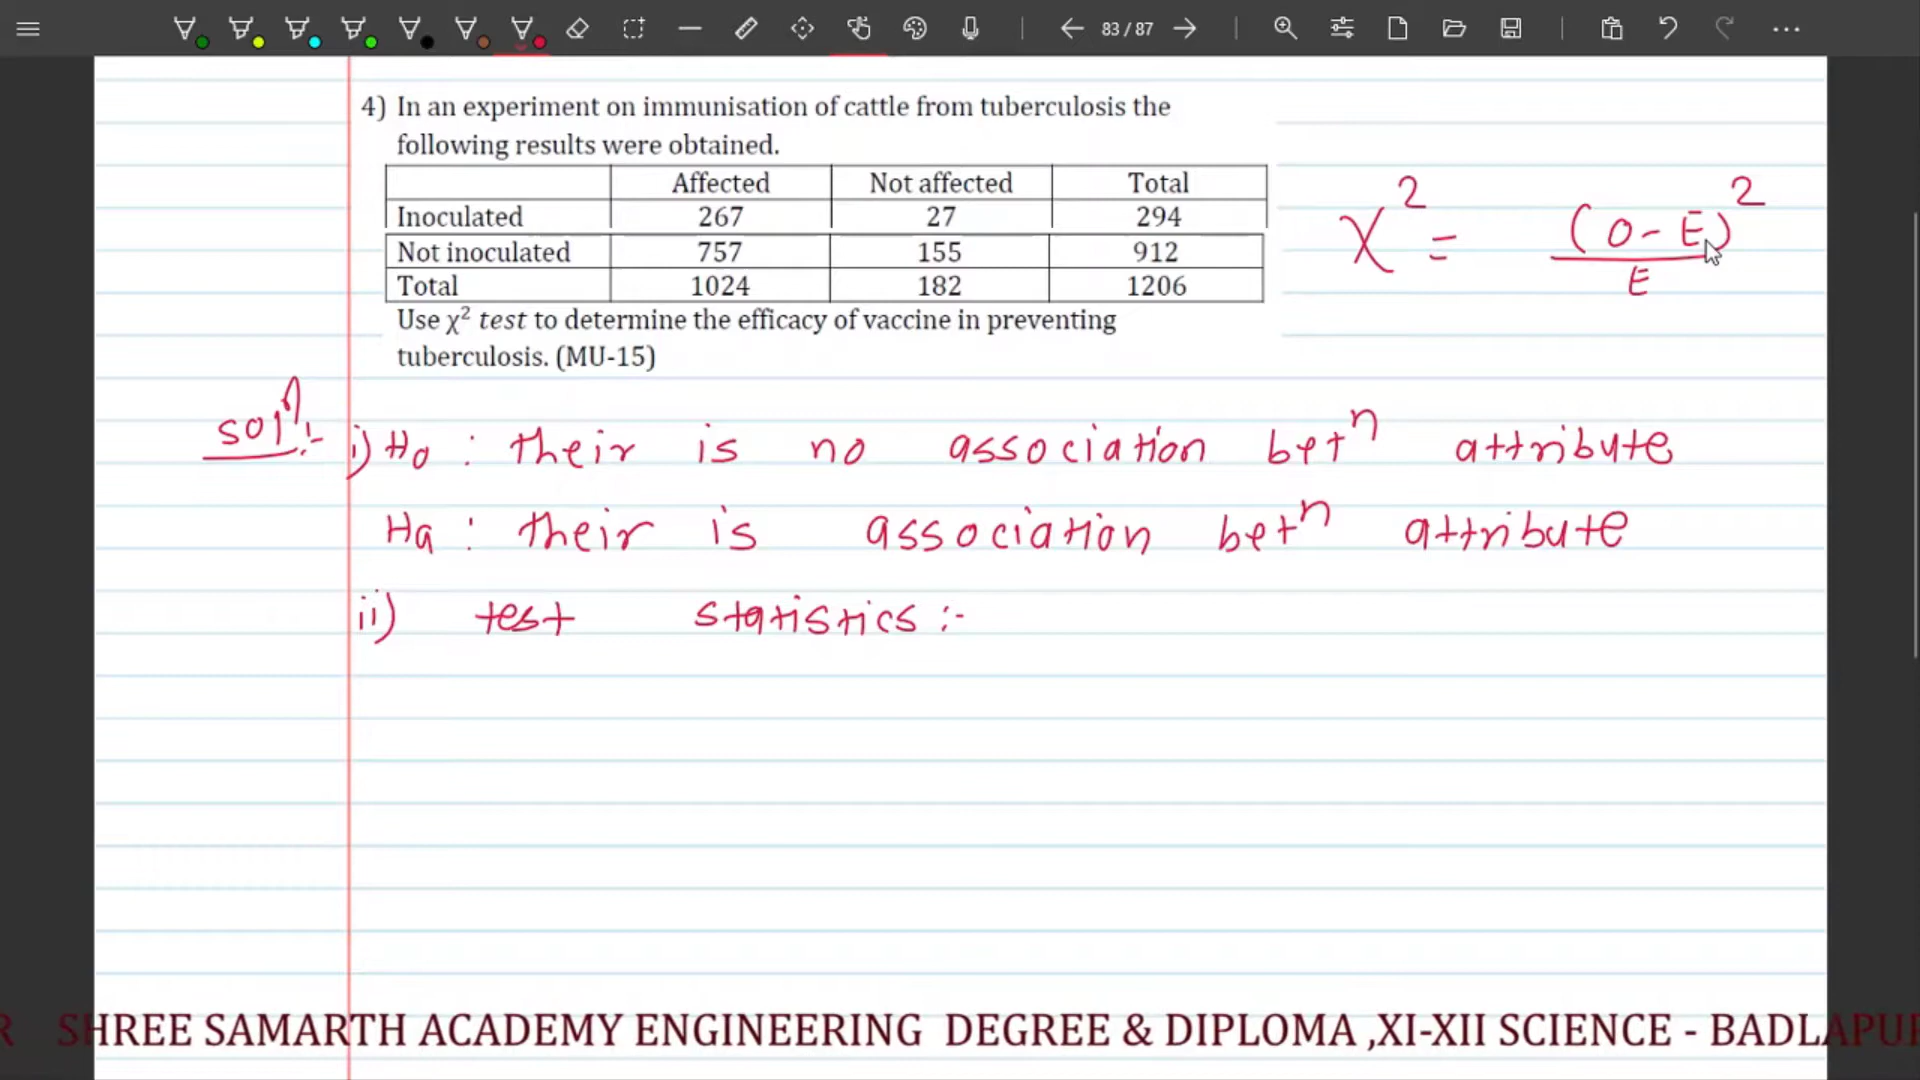 83 / 87
4) In an experiment on immunisation of cattle from tuberculosis the
following results were obtained.
Affected Not affected Total
Inoculated 267 27 294
Not inoculated 757 155 912
Total 1024 182 1206
Use χ² test to determine the efficacy of vaccine in preventing
tuberculosis. (MU-15)
χ² = (O-E)²
E
solⁿ:-
i) H₀ : their is no association betⁿ attribute
Ha : their is association betⁿ attribute
ii) test statistics :-
R SHREE SAMARTH ACADEMY ENGINEERING DEGREE & DIPLOMA ,XI-XII SCIENCE - BADLAPUR